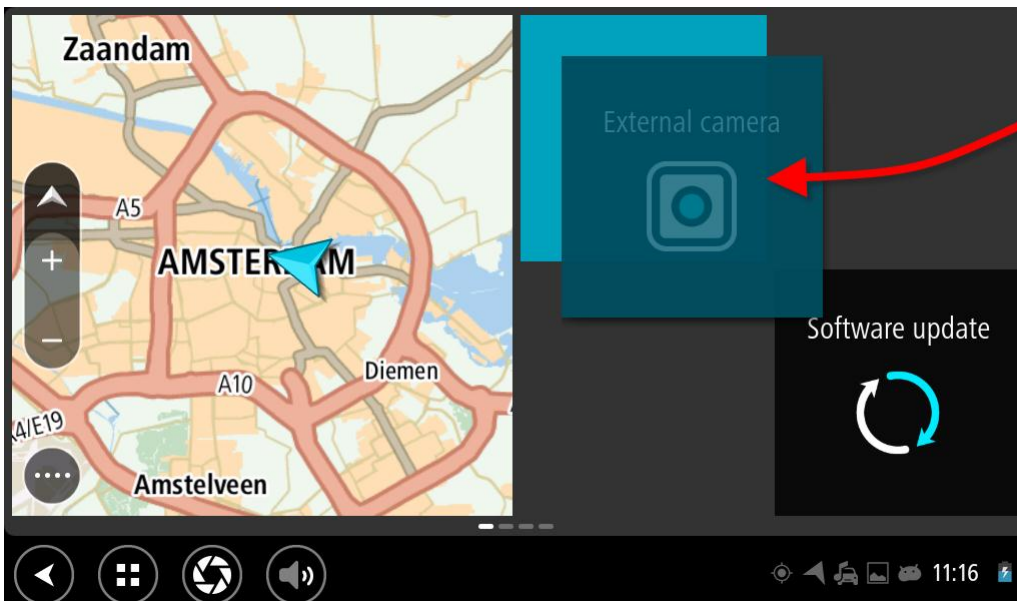 Zaandam
External camera
A5
AMSTERDAM
Software update
Diemen
A10
A4/E19
Amstelveen
11:16